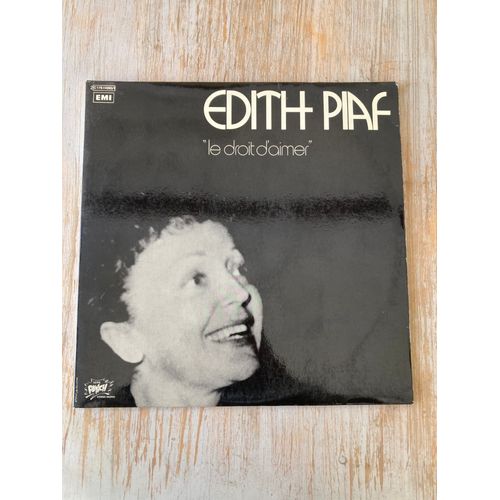 EMI
EDITH PIAF
"le droit d'aimer"